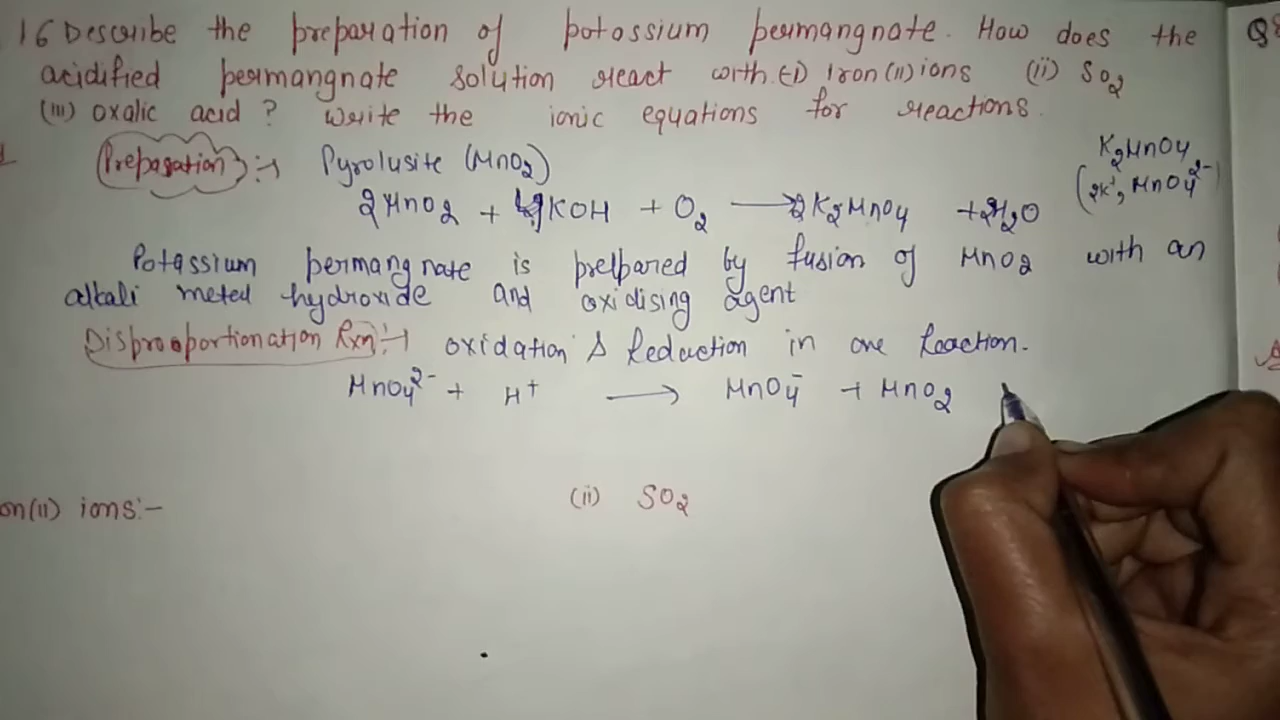 16 Describe the preparation of potassium permangnate. How does the
acidified permangnate solution react with (i) Iron(II) ions (ii) SO2
(iii) oxalic acid? Write the ionic equations for reactions.
Preparation :→ Pyrolusite (MnO2)
K2MnO4
(2K+, MnO4^2-)
2MnO2 + 4KOH + O2 → 2K2MnO4 + 2H2O
Potassium permangnate is prelpared by fusion of MnO2 with an
alkali metal hydroxide and oxidising agent
Disproportionation Rxn :→ oxidation & Reduction in one Reaction.
MnO4^2- + H+ → MnO4^- + MnO2
on(II) ions:-
(ii) SO2